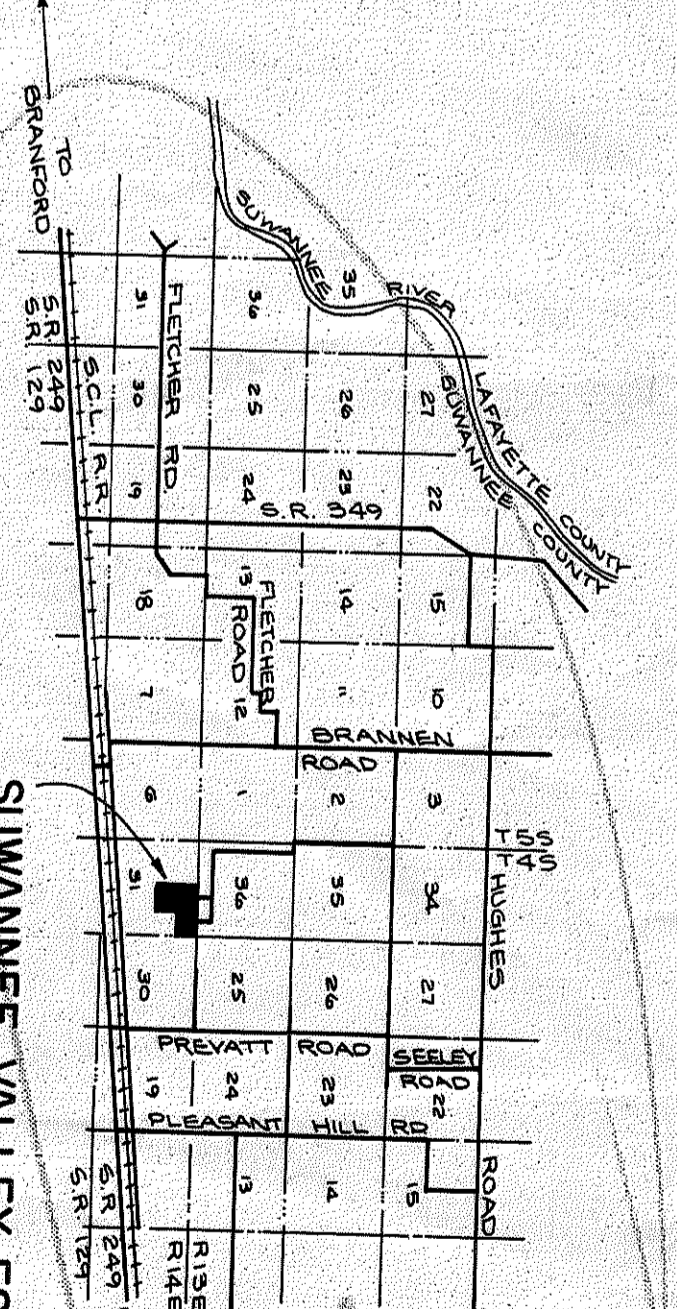 TO
BRANFORD
S.R. 249
S.R. 129
S.C.L. R.R.
FLETCHER RD.
SUWANNEE RIVER
LAFAYETTE COUNTY
SUWANNEE COUNTY
31
36
35
30
25
26
27
19
24
23
22
S.R. 349
18
13
14
15
FLETCHER
ROAD
7
12
11
10
BRANNEN
ROAD
6
1
2
3
T5S
T4S
HUGHES
31
36
35
34
30
25
26
27
PREVATT ROAD
SEELEY
ROAD
19
24
23
22
PLEASANT HILL RD
13
14
15
ROAD
S.R. 249
S.R. 129
R13E
R14E
SUWANNEE VALLEY